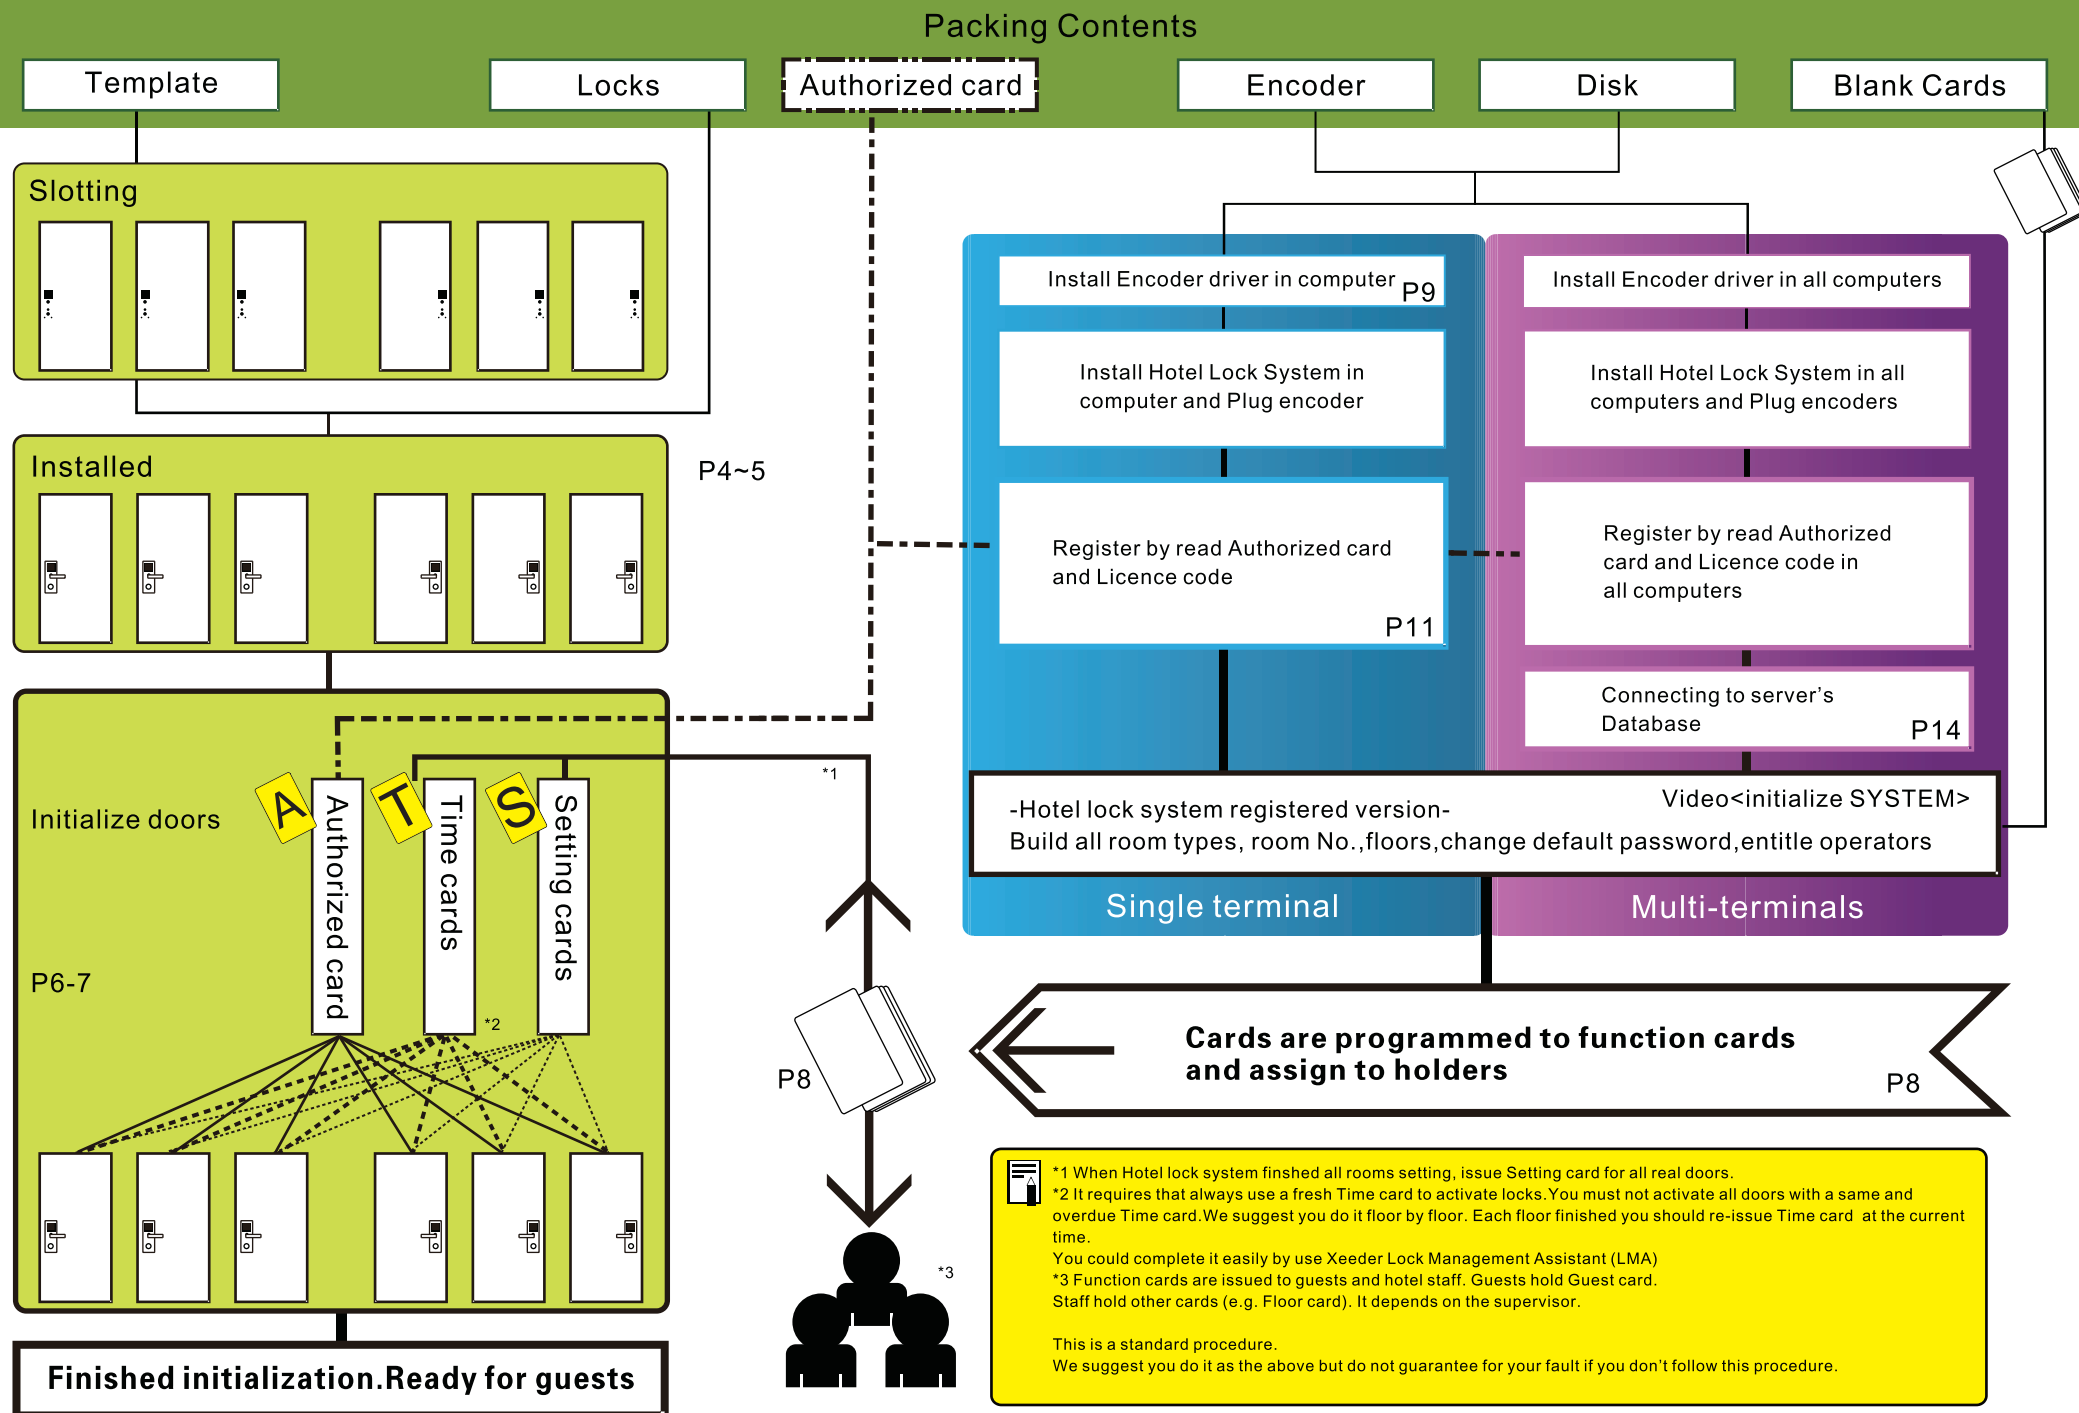 Packing Contents
Template
Locks
Authorized card
Encoder
Disk
Blank Cards
Slotting
Installed
P4~5
Initialize doors
P6-7
A
T
S
Authorized card
Time cards
Setting cards
*2
*1
Finished initialization.Ready for guests
Install Encoder driver in computer
P9
Install Hotel Lock System in
computer and Plug encoder
Register by read Authorized card
and Licence code
P11
Install Encoder driver in all computers
Install Hotel Lock System in all
computers and Plug encoders
Register by read Authorized
card and Licence code in
all computers
Connecting to server’s
Database
P14
Video<initialize SYSTEM>
-Hotel lock system registered version-
Build all room types, room No.,floors,change default password,entitle operators
Single terminal
Multi-terminals
Cards are programmed to function cards
and assign to holders
P8
P8
*3
*1 When Hotel lock system finshed all rooms setting, issue Setting card for all real doors.
*2 It requires that always use a fresh Time card to activate locks.You must not activate all doors with a same and
overdue Time card.We suggest you do it floor by floor. Each floor finished you should re-issue Time card at the current
time.
You could complete it easily by use Xeeder Lock Management Assistant (LMA)
*3 Function cards are issued to guests and hotel staff. Guests hold Guest card.
Staff hold other cards (e.g. Floor card). It depends on the supervisor.
This is a standard procedure.
We suggest you do it as the above but do not guarantee for your fault if you don’t follow this procedure.